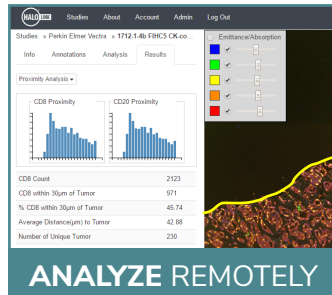 HALO LINK Studies About Account Admin Log Out
Studies » Perkin Elmer Vectra » 1712-1.4b FIHC5 CK-co...
Info Annotations Analysis Results
Proximity Analysis
CD8 Proximity CD20 Proximity
CD8 Count 2123
CD8 within 30µm of Tumor 971
% CD8 within 30µm of Tumor 45.74
Average Distance(µm) to Tumor 42.88
Number of Unique Tumor 230
Emittance/Absorption
ANALYZE REMOTELY